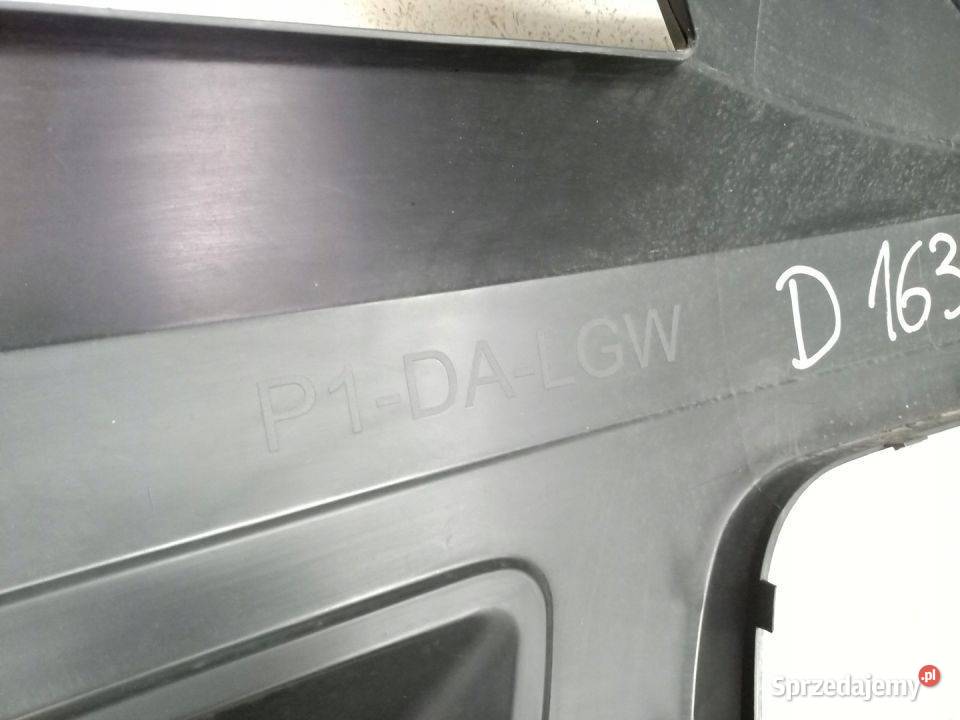 P1-DA-LGW
D 163
Sprzedajemy.pl